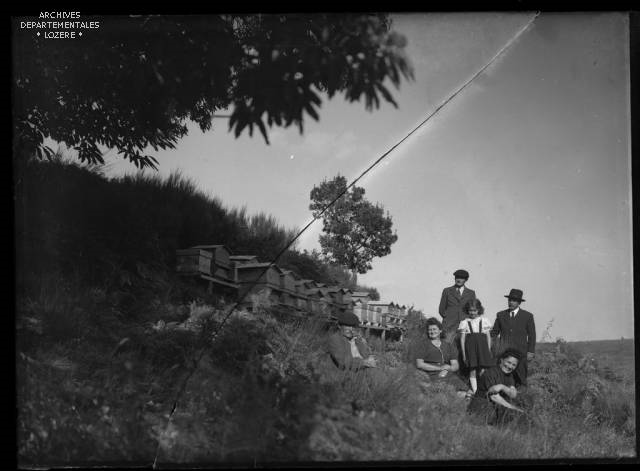 ARCHIVES
DEPARTEMENTALES
* LOZERE *